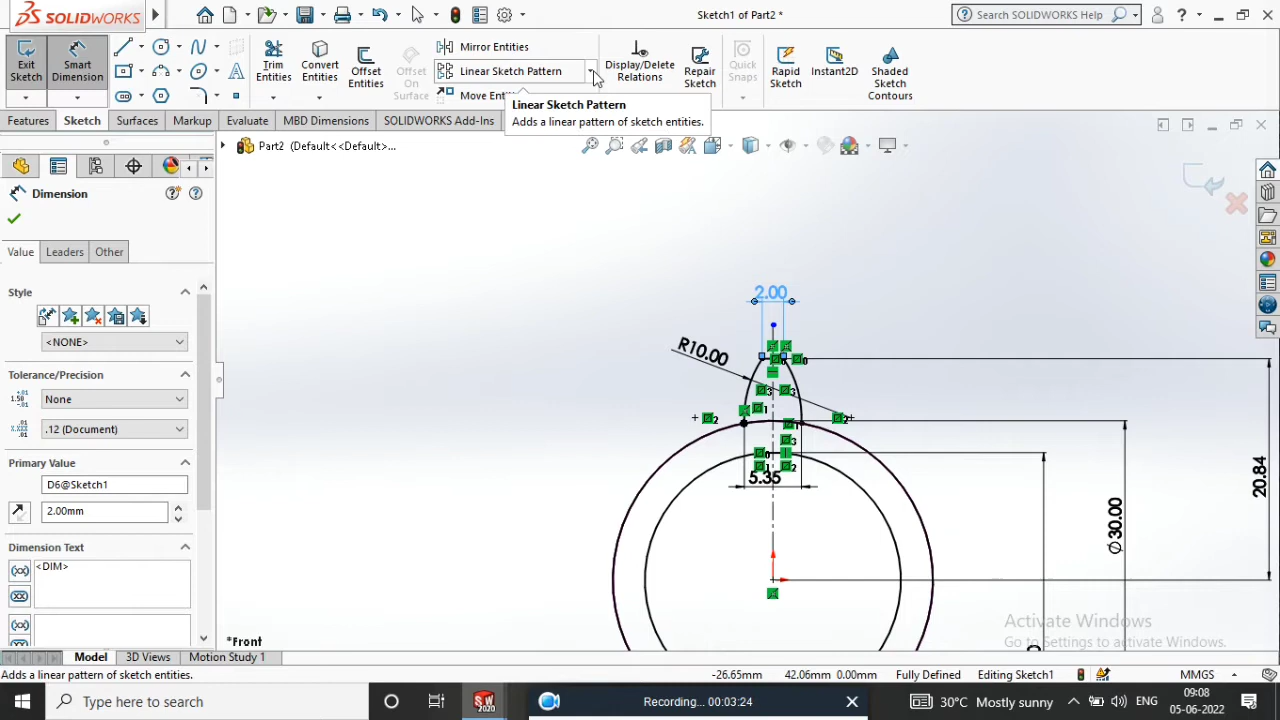 SOLIDWORKS
Sketch1 of Part2 *
Search SOLIDWORKS Help
?
Exit Sketch
Smart Dimension
Trim Entities
Convert Entities
Offset Entities
Offset On Surface
Mirror Entities
Linear Sketch Pattern
Move Enti
Display/Delete Relations
Repair Sketch
Quick Snaps
Rapid Sketch
Instant2D
Shaded Sketch Contours
Linear Sketch Pattern
Adds a linear pattern of sketch entities.
Features
Sketch
Surfaces
Markup
Evaluate
MBD Dimensions
SOLIDWORKS Add-Ins
Part2 (Default<<Default>...
Dimension
Value
Leaders
Other
Style
<NONE>
Tolerance/Precision
None
.12 (Document)
Primary Value
D6@Sketch1
2.00mm
Dimension Text
<DIM>
2.00
R10.00
5.35
20.84
∅30.00
*Front
Activate Windows
Go to Settings to activate Windows.
Model
3D Views
Motion Study 1
Adds a linear pattern of sketch entities.
-26.65mm
42.06mm 0.00mm
Fully Defined
Editing Sketch1
MMGS
Type here to search
SW
2020
Recording... 00:03:24
30°C Mostly sunny
ENG
09:08
05-06-2022